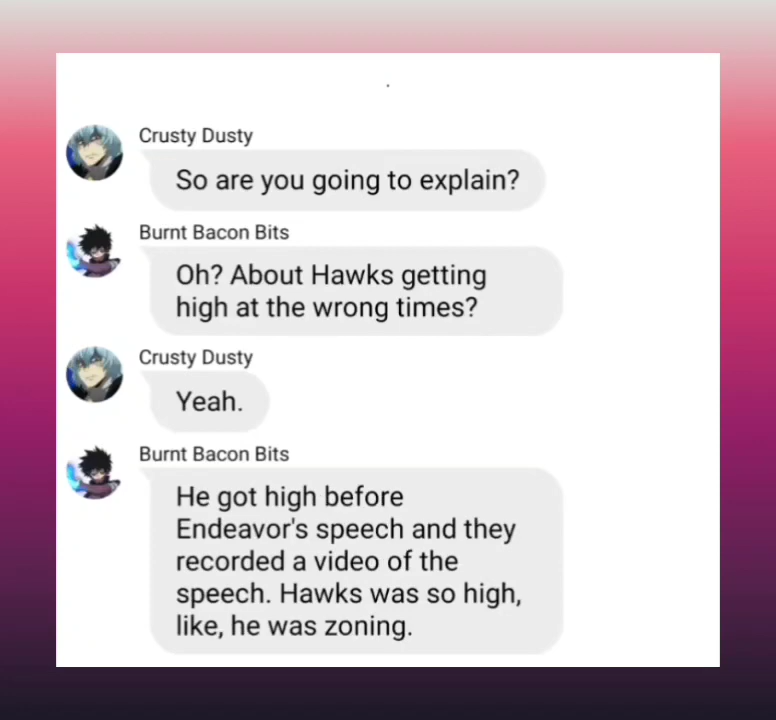 Crusty Dusty
So are you going to explain?
Burnt Bacon Bits
Oh? About Hawks getting
high at the wrong times?
Crusty Dusty
Yeah.
Burnt Bacon Bits
He got high before
Endeavor's speech and they
recorded a video of the
speech. Hawks was so high,
like, he was zoning.